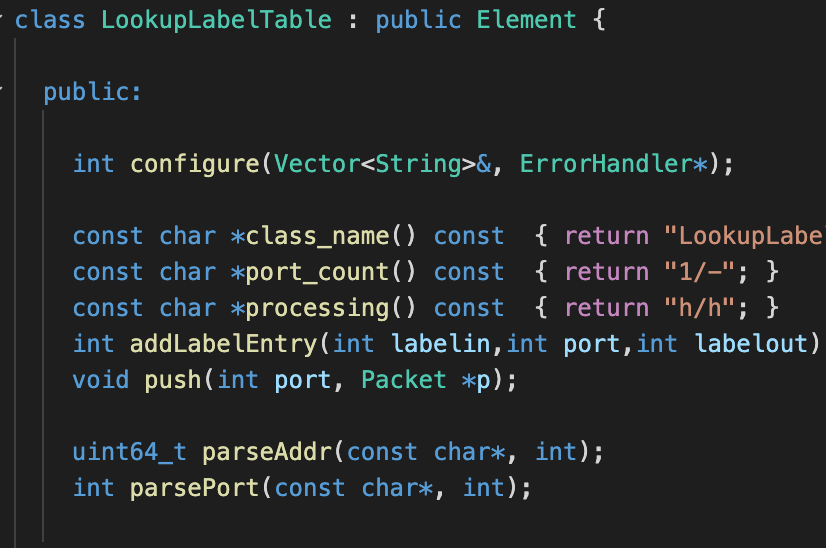 class LookupLabelTable : public Element {
public:
int configure(Vector<String>&, ErrorHandler*);
const char *class_name() const  { return "LookupLabe
const char *port_count() const  { return "1/-"; }
const char *processing() const  { return "h/h"; }
int addLabelEntry(int labelin,int port,int labelout)
void push(int port, Packet *p);
uint64_t parseAddr(const char*, int);
int parsePort(const char*, int);